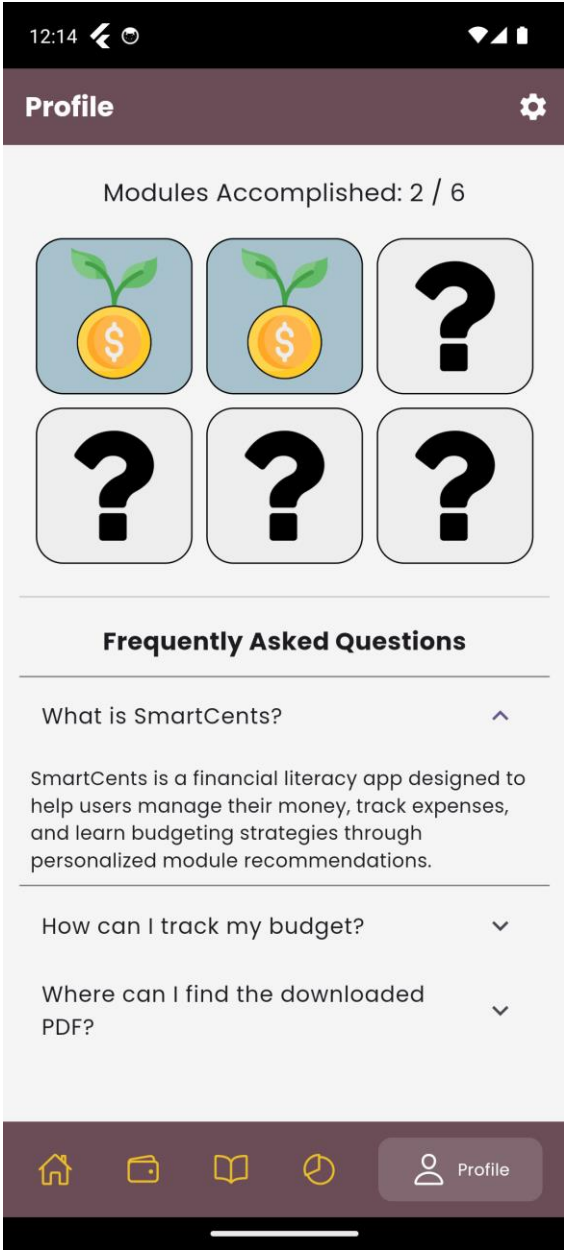 12:14
Profile
Modules Accomplished: 2 / 6
$ $ ?
? ? ?
Frequently Asked Questions
What is SmartCents?
SmartCents is a financial literacy app designed to
help users manage their money, track expenses,
and learn budgeting strategies through
personalized module recommendations.
How can I track my budget?
Where can I find the downloaded
PDF?
Profile